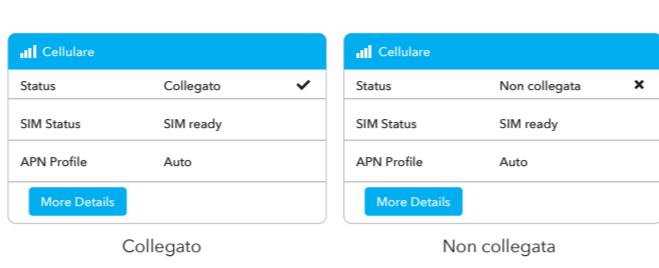 Cellulare
Status Collegato
SIM Status SIM ready
APN Profile Auto
More Details
Collegato
Cellulare
Status Non collegata
SIM Status SIM ready
APN Profile Auto
More Details
Non collegata